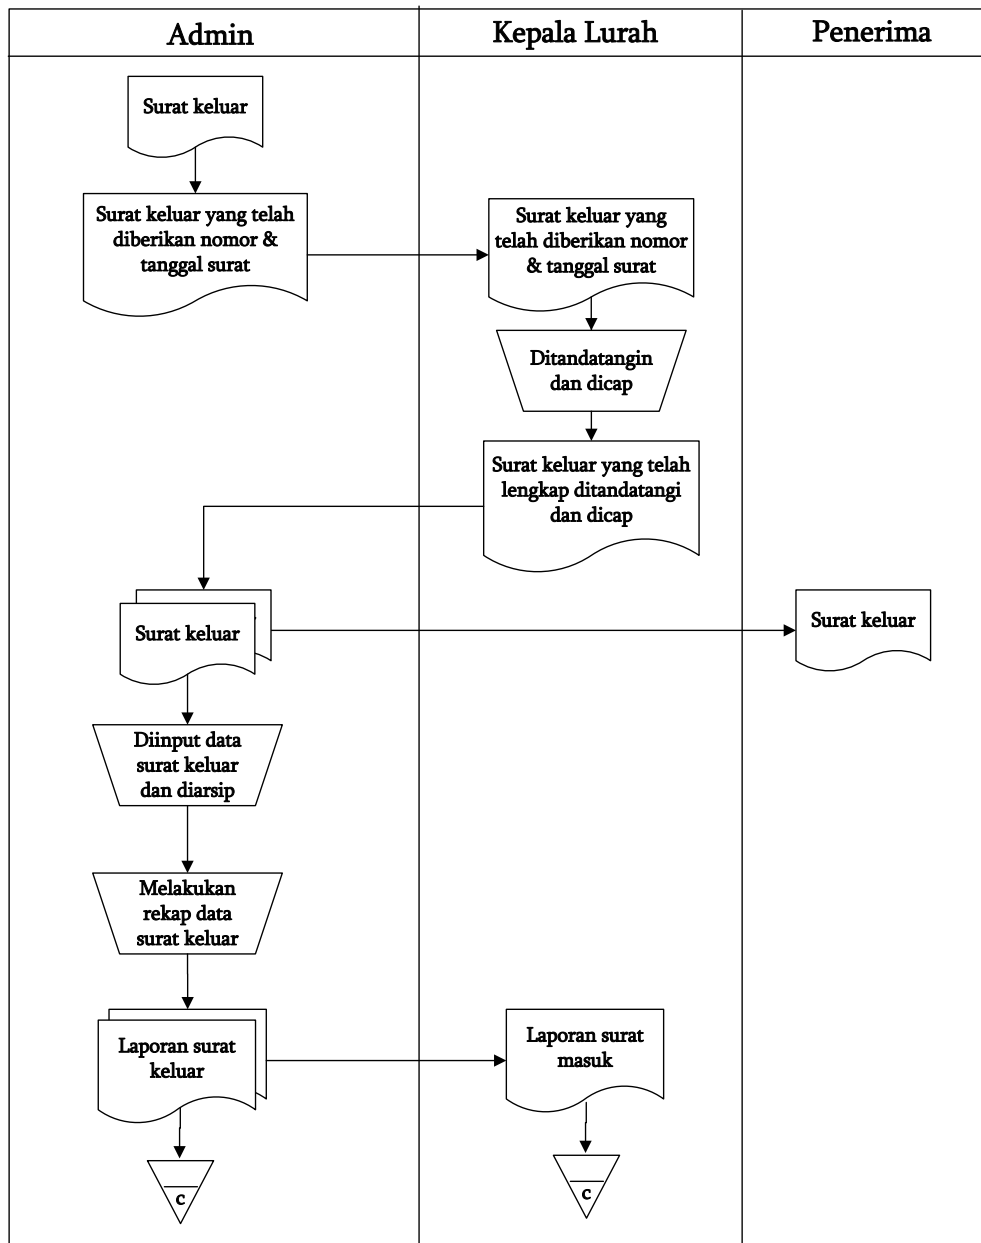 Admin
Kepala Lurah
Penerima
Surat keluar
Surat keluar yang telah
diberikan nomor &
tanggal surat
Surat keluar yang
telah diberikan nomor
& tanggal surat
Ditandatangin
dan dicap
Surat keluar yang telah
lengkap ditandatangi
dan dicap
Surat keluar
Surat keluar
Diinput data
surat keluar
dan diarsip
Melakukan
rekap data
surat keluar
Laporan surat
keluar
Laporan surat
masuk
c
c